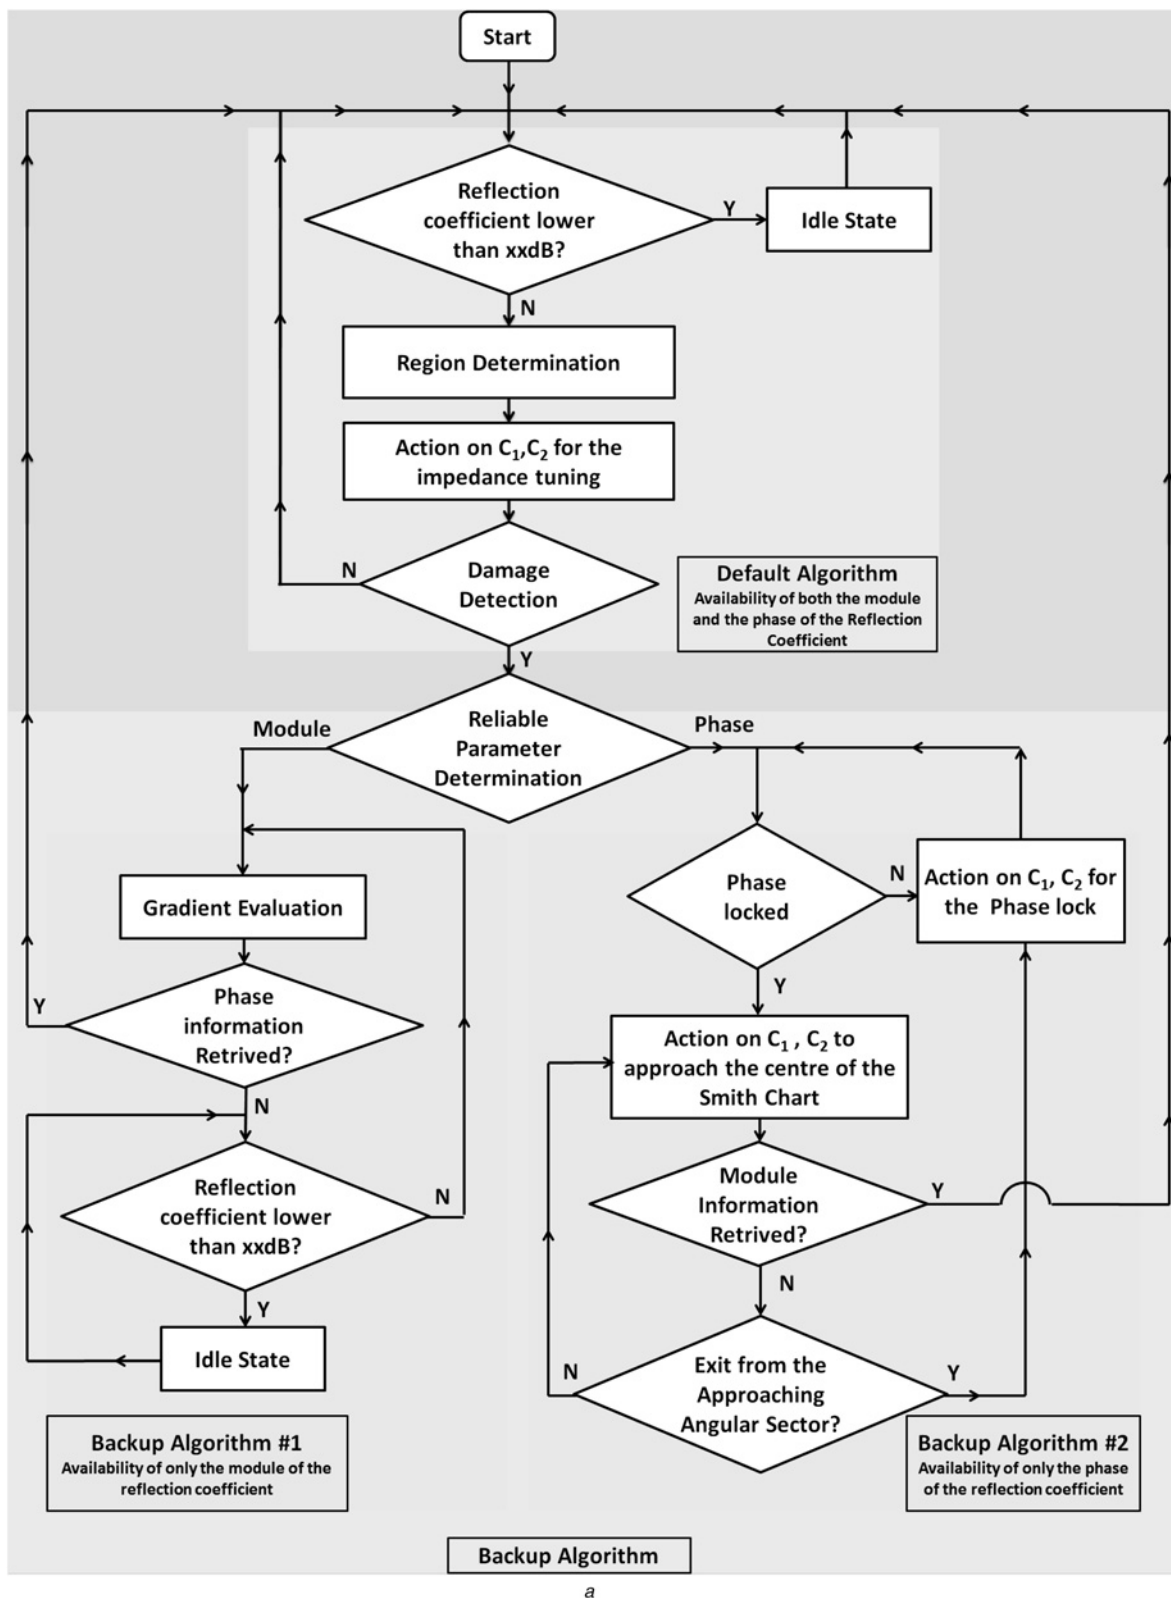 Start
Reflection
coefficient lower
than xxdB?
Y
Idle State
N
Region Determination
Action on C₁,C₂ for the
impedance tuning
N
Damage
Detection
Default Algorithm
Availability of both the module
and the phase of the Reflection
Coefficient
Y
Module
Reliable
Parameter
Determination
Phase
Gradient Evaluation
Phase
locked
N
Action on C₁, C₂ for
the Phase lock
Y
Y
Phase
information
Retrived?
N
Action on C₁ , C₂ to
approach the centre of the
Smith Chart
Reflection
coefficient lower
than xxdB?
N
Module
Information
Retrived?
Y
N
Y
Idle State
N
Exit from the
Approaching
Angular Sector?
Y
Backup Algorithm #1
Availability of only the module of the
reflection coefficient
Backup Algorithm #2
Availability of only the phase
of the reflection coefficient
Backup Algorithm
a